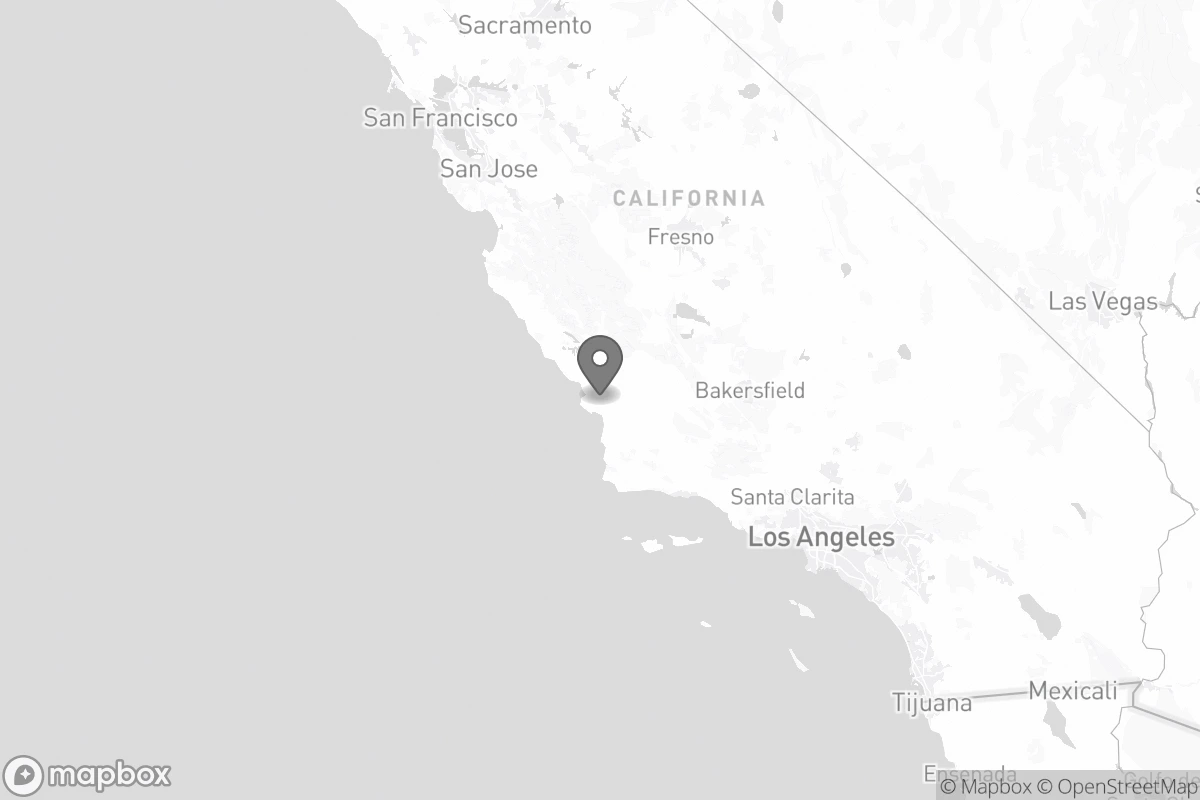 Sacramento
San Francisco
San Jose
CALIFORNIA
Fresno
Las Vegas
Bakersfield
Santa Clarita
Los Angeles
Mexicali
Tijuana
Ensenada
mapbox
© Mapbox © OpenStreetMap